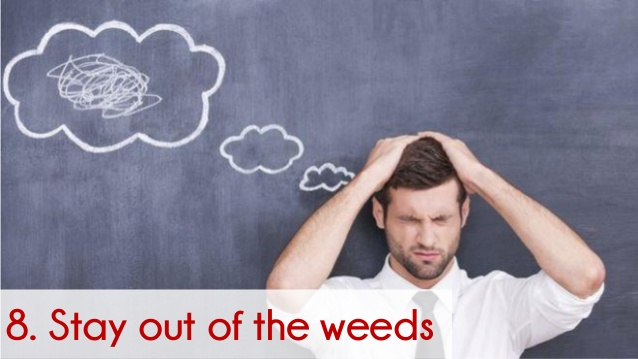 8. Stay out of the weeds